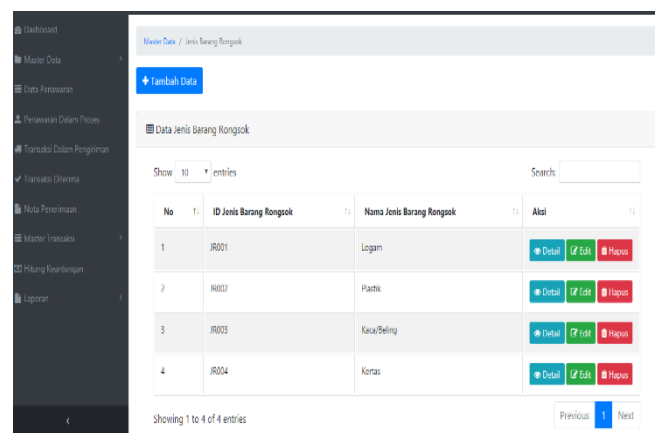 Dashboard
Master Data
Data Penawaran
Penawaran Dalam Proses
Transaksi Dalam Pengiriman
Transaksi Diterima
Nota Penerimaan
Master Transaksi
Hitung Keuntungan
Laporan
Master Data / Jenis Barang Rongsok
+ Tambah Data
Data Jenis Barang Rongsok
Show 10 entries Search:
No ID Jenis Barang Rongsok Nama Jenis Barang Rongsok Aksi
1 JR001 Logam Detail Edit Hapus
2 JR002 Plastik Detail Edit Hapus
3 JR003 Kaca/Beling Detail Edit Hapus
4 JR004 Kertas Detail Edit Hapus
Showing 1 to 4 of 4 entries Previous 1 Next